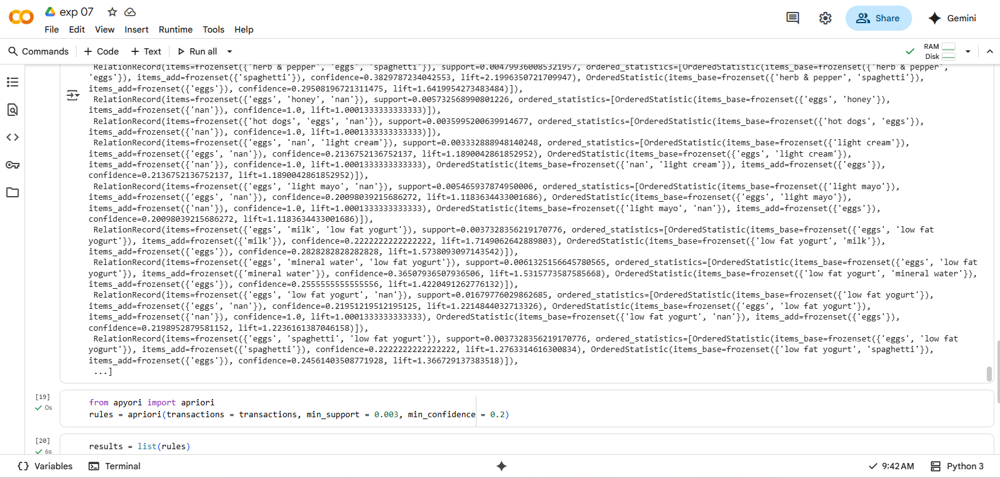 exp 07
File Edit View Insert Runtime Tools Help
Share
Gemini
Commands + Code + Text Run all
RAM
Disk
RelationRecord(items=frozenset({'herb & pepper', 'eggs', 'spaghetti'}), support=0.004799360085321957, ordered_statistics=[OrderedStatistic(items_base=frozenset({'herb & pepper',
'eggs'}), items_add=frozenset({'spaghetti'}), confidence=0.3829787234042553, lift=2.1996350721709947), OrderedStatistic(items_base=frozenset({'herb & pepper', 'spaghetti'}),
items_add=frozenset({'eggs'}), confidence=0.29508196721311475, lift=1.6419954273483484)]),
RelationRecord(items=frozenset({'eggs', 'honey', 'nan'}), support=0.005732568990801226, ordered_statistics=[OrderedStatistic(items_base=frozenset({'eggs', 'honey'}),
items_add=frozenset({'nan'}), confidence=1.0, lift=1.0001333333333333)]),
RelationRecord(items=frozenset({'hot dogs', 'eggs', 'nan'}), support=0.0035995200639914677, ordered_statistics=[OrderedStatistic(items_base=frozenset({'hot dogs', 'eggs'}),
items_add=frozenset({'nan'}), confidence=1.0, lift=1.0001333333333333)]),
RelationRecord(items=frozenset({'eggs', 'nan', 'light cream'}), support=0.003332888948140248, ordered_statistics=[OrderedStatistic(items_base=frozenset({'light cream'}),
items_add=frozenset({'eggs', 'nan'}), confidence=0.2136752136752137, lift=1.1890042861852952), OrderedStatistic(items_base=frozenset({'eggs', 'light cream'}),
items_add=frozenset({'nan'}), confidence=1.0, lift=1.0001333333333333), OrderedStatistic(items_base=frozenset({'nan', 'light cream'}), items_add=frozenset({'eggs'}),
confidence=0.2136752136752137, lift=1.1890042861852952)]),
RelationRecord(items=frozenset({'eggs', 'light mayo', 'nan'}), support=0.005465937874950006, ordered_statistics=[OrderedStatistic(items_base=frozenset({'light mayo'}),
items_add=frozenset({'eggs', 'nan'}), confidence=0.20098039215686272, lift=1.1183634433001686), OrderedStatistic(items_base=frozenset({'eggs', 'light mayo'}),
items_add=frozenset({'nan'}), confidence=1.0, lift=1.0001333333333333), OrderedStatistic(items_base=frozenset({'light mayo', 'nan'}), items_add=frozenset({'eggs'}),
confidence=0.20098039215686272, lift=1.1183634433001686)]),
RelationRecord(items=frozenset({'eggs', 'milk', 'low fat yogurt'}), support=0.0037328356219170776, ordered_statistics=[OrderedStatistic(items_base=frozenset({'eggs', 'low fat
yogurt'}), items_add=frozenset({'milk'}), confidence=0.2222222222222222, lift=1.7149062642889803), OrderedStatistic(items_base=frozenset({'low fat yogurt', 'milk'}),
items_add=frozenset({'eggs'}), confidence=0.2828282828282828, lift=1.5738093097143542)]),
RelationRecord(items=frozenset({'eggs', 'mineral water', 'low fat yogurt'}), support=0.0061325156645780565, ordered_statistics=[OrderedStatistic(items_base=frozenset({'eggs', 'low fat
yogurt'}), items_add=frozenset({'mineral water'}), confidence=0.36507936507936506, lift=1.5315773587585668), OrderedStatistic(items_base=frozenset({'low fat yogurt', 'mineral water'}),
items_add=frozenset({'eggs'}), confidence=0.2555555555555556, lift=1.4220491262776132)]),
RelationRecord(items=frozenset({'eggs', 'low fat yogurt', 'nan'}), support=0.01679776029862685, ordered_statistics=[OrderedStatistic(items_base=frozenset({'low fat yogurt'}),
items_add=frozenset({'eggs', 'nan'}), confidence=0.21951219512195125, lift=1.2214844032713326), OrderedStatistic(items_base=frozenset({'eggs', 'low fat yogurt'}),
items_add=frozenset({'nan'}), confidence=1.0, lift=1.0001333333333333), OrderedStatistic(items_base=frozenset({'low fat yogurt', 'nan'}), items_add=frozenset({'eggs'}),
confidence=0.2198952879581152, lift=1.2236161387046158)]),
RelationRecord(items=frozenset({'eggs', 'spaghetti', 'low fat yogurt'}), support=0.0037328356219170776, ordered_statistics=[OrderedStatistic(items_base=frozenset({'eggs', 'low fat
yogurt'}), items_add=frozenset({'spaghetti'}), confidence=0.2222222222222222, lift=1.2763314616300834), OrderedStatistic(items_base=frozenset({'low fat yogurt', 'spaghetti'}),
items_add=frozenset({'eggs'}), confidence=0.24561403508771928, lift=1.366729137383518)]),
...]
[19]
0s
from apyori import apriori
rules = apriori(transactions = transactions, min_support = 0.003, min_confidence = 0.2)
[20]
6s
results = list(rules)
Variables Terminal
9:42 AM Python 3